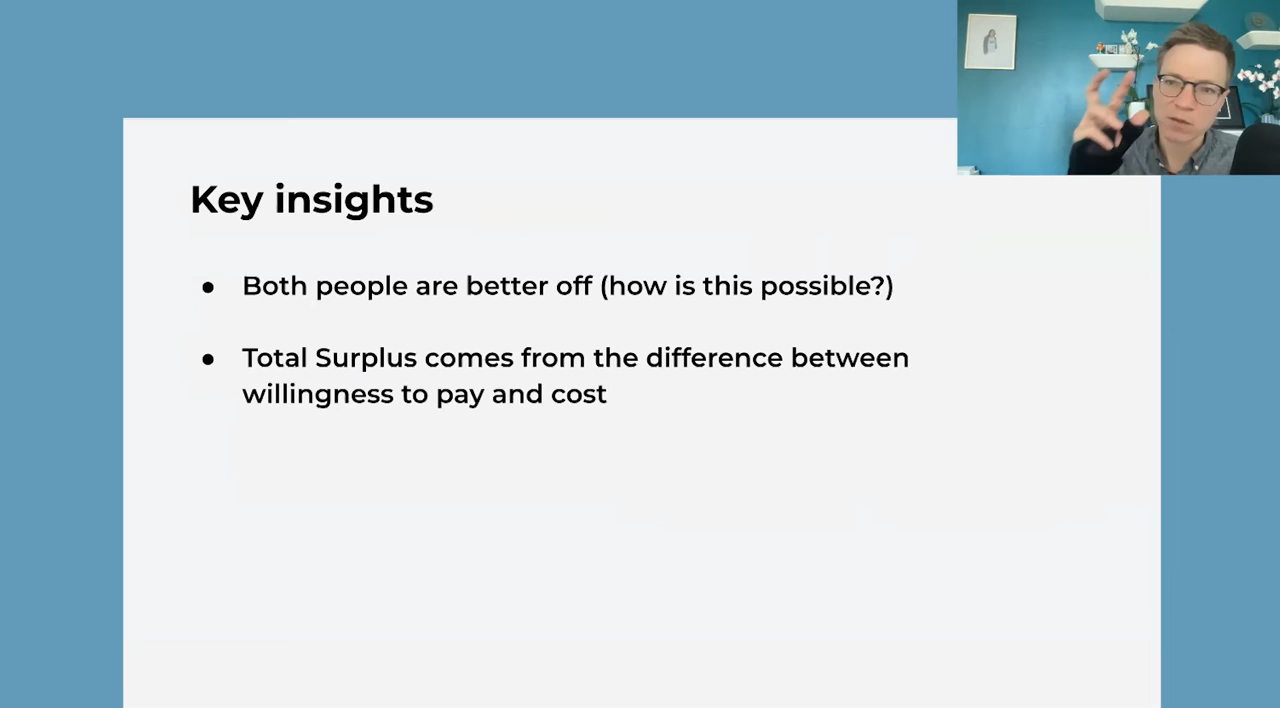 Key insights
● Both people are better off (how is this possible?)
● Total Surplus comes from the difference between
willingness to pay and cost